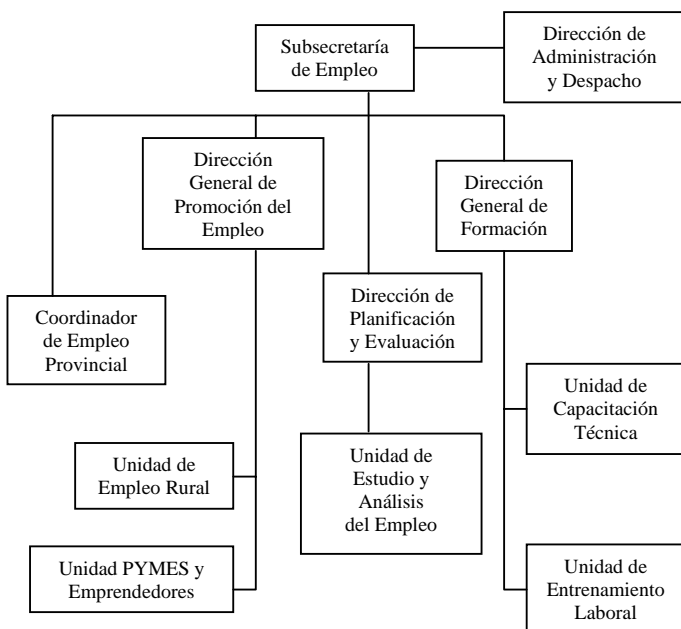 Subsecretaría
de Empleo
Dirección de
Administración
y Despacho
Dirección
General de
Promoción del
Empleo
Dirección
General de
Formación
Coordinador
de Empleo
Provincial
Dirección de
Planificación
y Evaluación
Unidad de
Capacitación
Técnica
Unidad de
Empleo Rural
Unidad de
Estudio y
Análisis
del Empleo
Unidad PYMES y
Emprendedores
Unidad de
Entrenamiento
Laboral